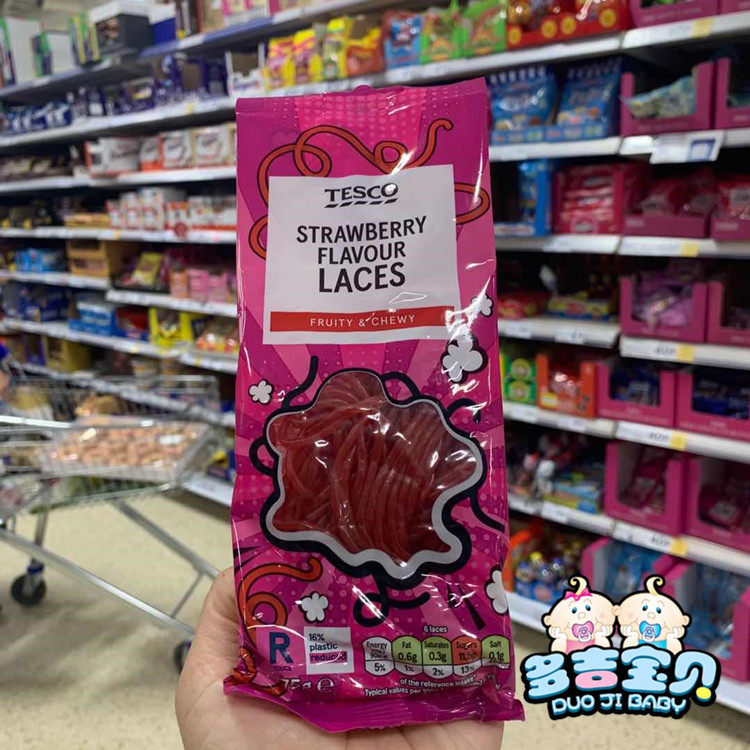 TESCO
STRAWBERRY
FLAVOUR
LACES
FRUITY & CHEWY
R
REDUCE
16%
plastic
reduced
6 laces
Energy Fat Saturates Sugars Salt
0.6g 0.3g 0.1g
5% 1% 2% 13%
of the reference
Typical values per 100
75g e
多吉宝贝
DUO JI BABY